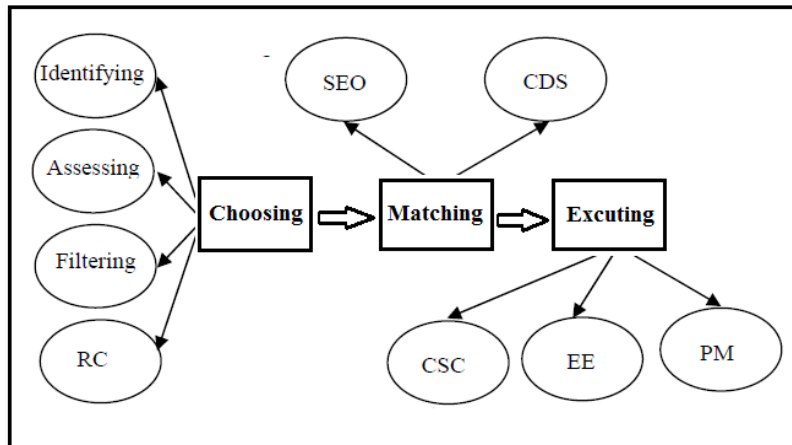 Identifying
SEO
CDS
Assessing
Choosing
Matching
Excuting
Filtering
RC
CSC
EE
PM